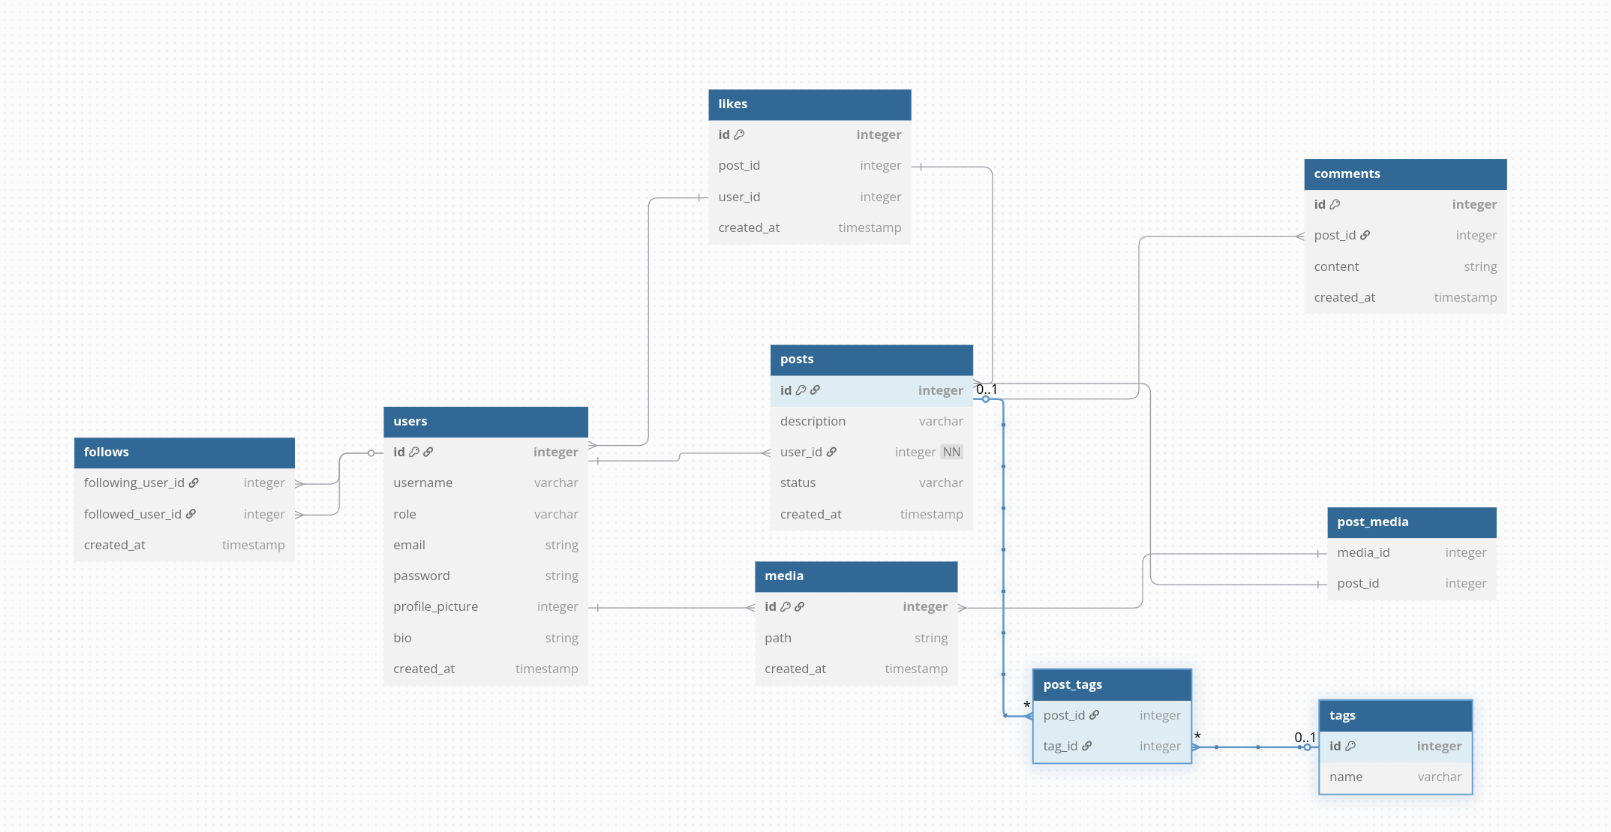 likes
id integer
post_id integer
user_id integer
created_at timestamp
comments
id integer
post_id integer
content string
created_at timestamp
posts
id integer
0..1
description varchar
user_id integer NN
status varchar
created_at timestamp
users
id integer
username varchar
role varchar
email string
password string
profile_picture integer
bio string
created_at timestamp
follows
following_user_id integer
followed_user_id integer
created_at timestamp
media
id integer
path string
created_at timestamp
post_media
media_id integer
post_id integer
post_tags
*
post_id integer
tag_id integer
*
0..1
tags
id integer
name varchar